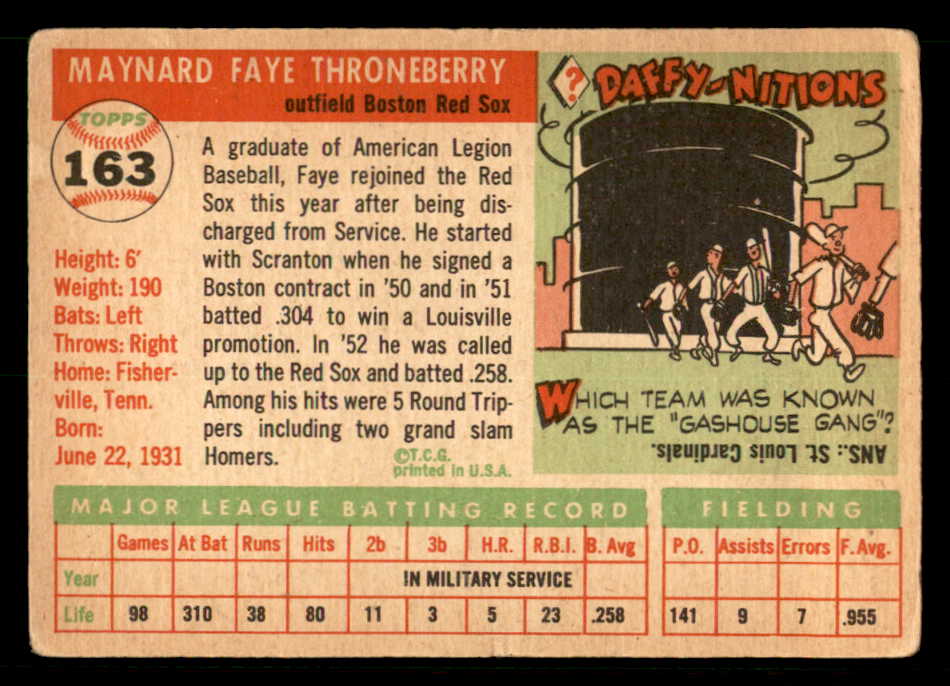 MAYNARD FAYE THRONEBERRY
outfield Boston Red Sox
TOPPS
163
Height: 6'
Weight: 190
Bats: Left
Throws: Right
Home: Fisher-
ville, Tenn.
Born:
June 22, 1931
A graduate of American Legion
Baseball, Faye rejoined the Red
Sox this year after being dis-
charged from Service. He started
with Scranton when he signed a
Boston contract in '50 and in '51
batted .304 to win a Louisville
promotion. In '52 he was called
up to the Red Sox and batted .258.
Among his hits were 5 Round Trip-
pers including two grand slam
Homers.
©T.C.G.
printed in U.S.A.
? DAFFY-NITIONS
WHICH TEAM WAS KNOWN
AS THE "GASHOUSE GANG"?
ANS.: St. Louis Cardinals.
MAJOR LEAGUE BATTING RECORD
Games At Bat Runs Hits 2b 3b H.R. R.B.I. B. Avg
Year IN MILITARY SERVICE
Life 98 310 38 80 11 3 5 23 .258
FIELDING
P.O. Assists Errors F. Avg.
141 9 7 .955